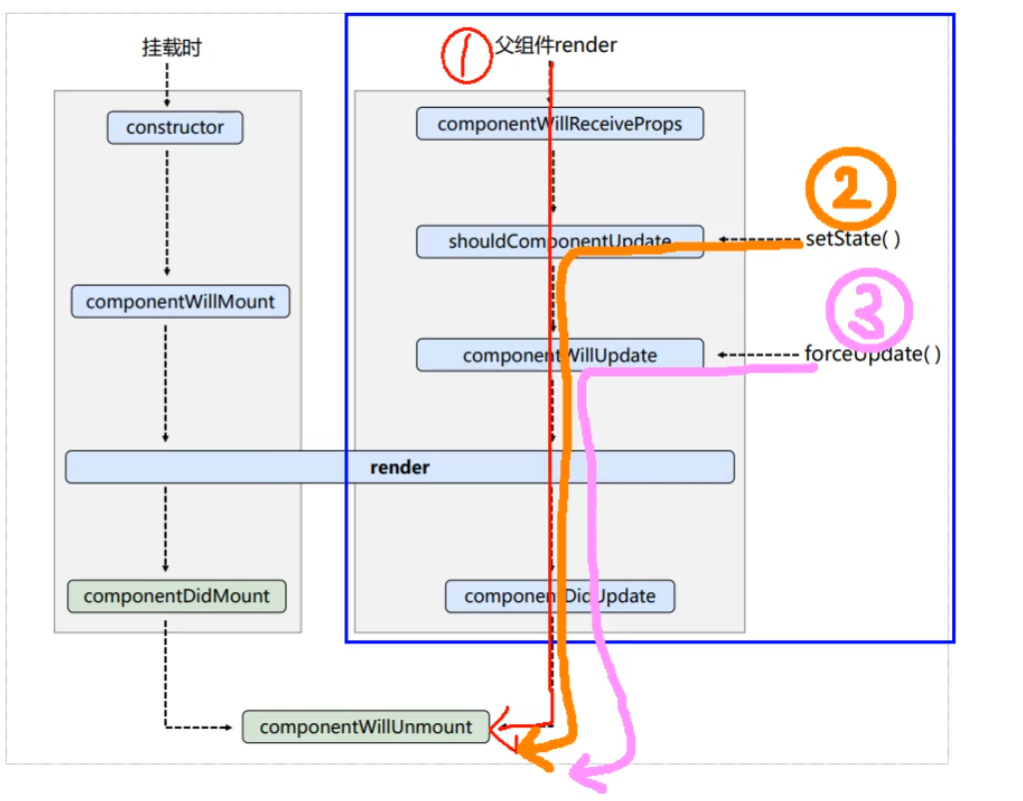 挂载时
constructor
componentWillMount
① 父组件render
componentWillReceiveProps
②
shouldComponentUpdate
setState( )
③
componentWillUpdate
forceUpdate( )
render
componentDidMount
componentDidUpdate
componentWillUnmount